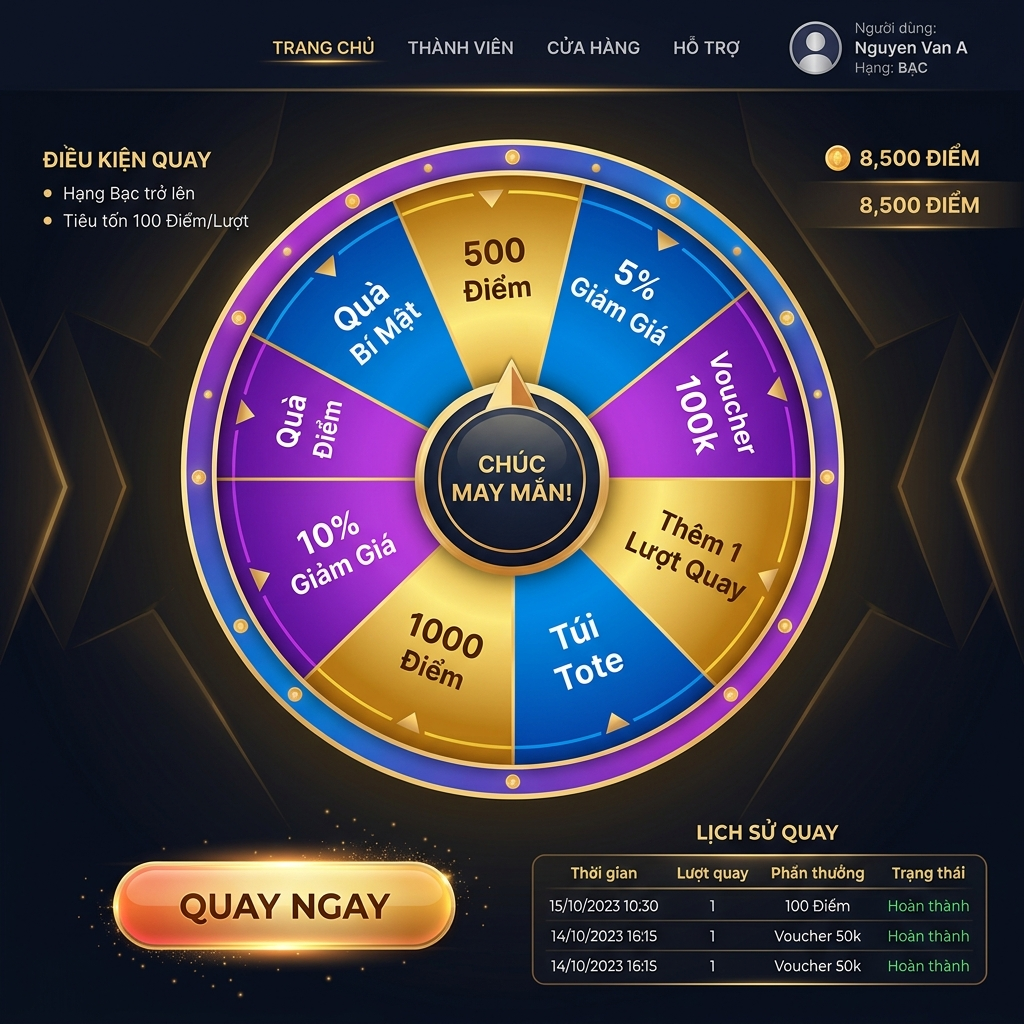 TRANG CHỦ THÀNH VIÊN CỬA HÀNG HỖ TRỢ
Người dùng:
Nguyen Van A
Hạng: BẠC
ĐIỀU KIỆN QUAY
Hạng Bạc trở lên
Tiêu tốn 100 Điểm/Lượt
8,500 ĐIỂM
8,500 ĐIỂM
500
Điểm
5%
Giảm Giá
Voucher
100k
Thêm 1
Lượt Quay
Túi
Tote
1000
Điểm
10%
Giảm Giá
Quà
Điểm
Quà
Bí Mật
CHÚC
MAY MẮN!
QUAY NGAY
LỊCH SỬ QUAY
Thời gian Lượt quay Phần thưởng Trạng thái
15/10/2023 10:30 1 100 Điểm Hoàn thành
14/10/2023 16:15 1 Voucher 50k Hoàn thành
14/10/2023 16:15 1 Voucher 50k Hoàn thành